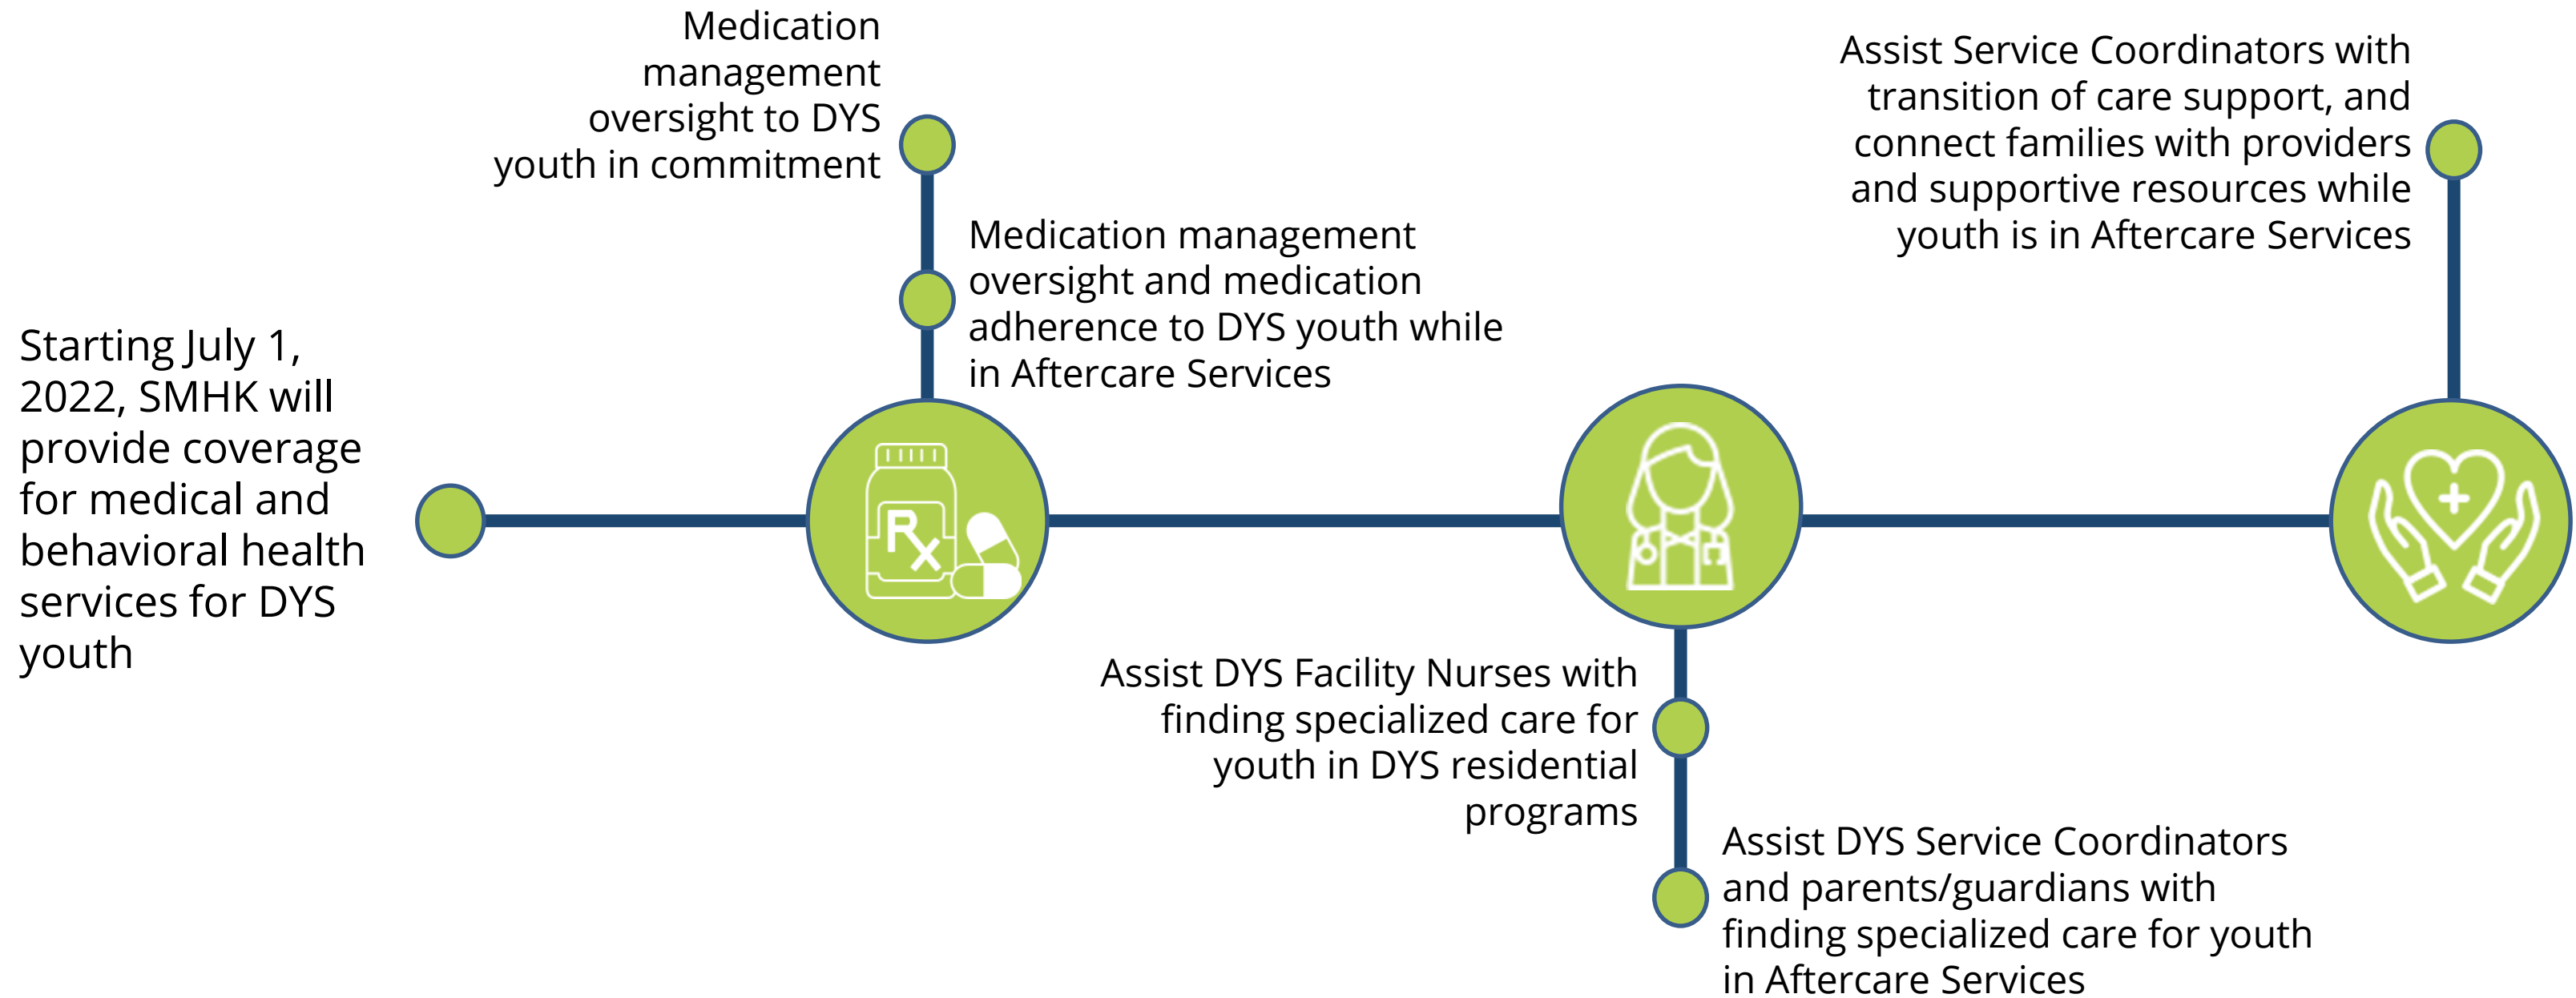 Starting July 1,
2022, SMHK will
provide coverage
for medical and
behavioral health
services for DYS
youth
Medication
management
oversight to DYS
youth in commitment
Medication management
oversight and medication
adherence to DYS youth while
in Aftercare Services
Rx
Assist DYS Facility Nurses with
finding specialized care for
youth in DYS residential
programs
Assist DYS Service Coordinators
and parents/guardians with
finding specialized care for youth
in Aftercare Services
Assist Service Coordinators with
transition of care support, and
connect families with providers
and supportive resources while
youth is in Aftercare Services